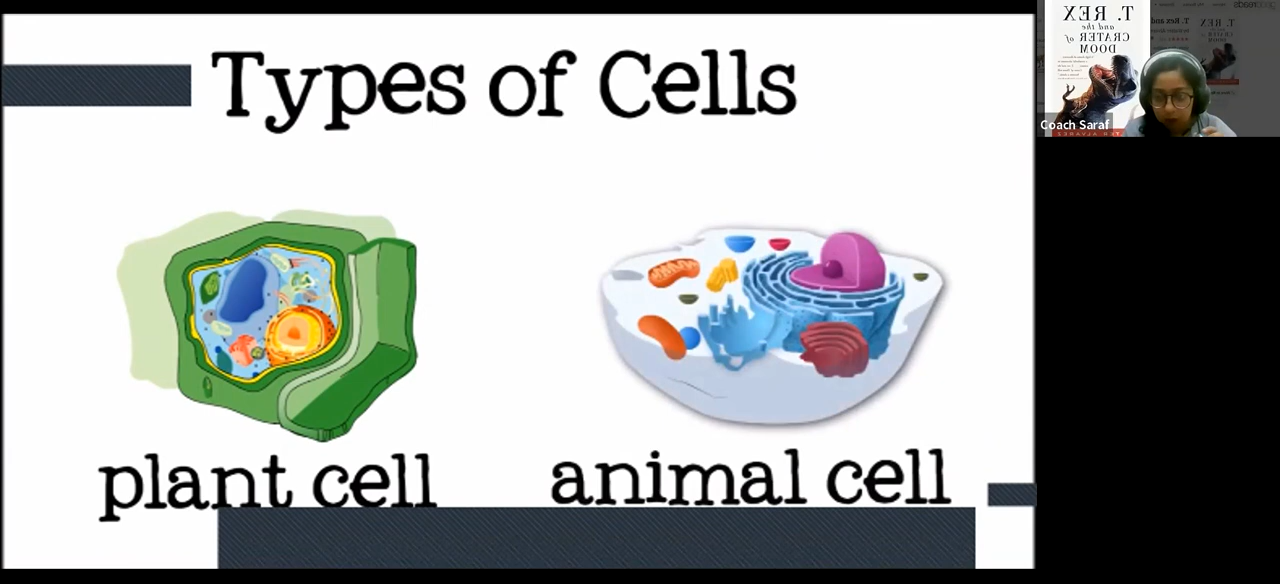 Types of Cells
plant cell
animal cell
T. REX
and the
CRATER of
DOOM
Coach Saraf